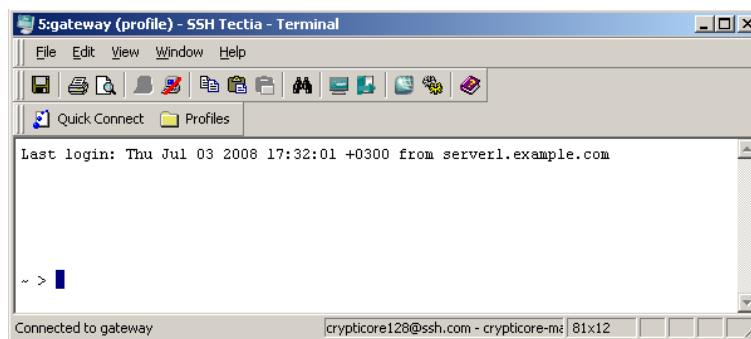 5:gateway (profile) - SSH Tectia - Terminal
File Edit View Window Help
Quick Connect Profiles
Last login: Thu Jul 03 2008 17:32:01 +0300 from server1.example.com
~ >
Connected to gateway crypticore128@ssh.com - crypticore-ma 81x12